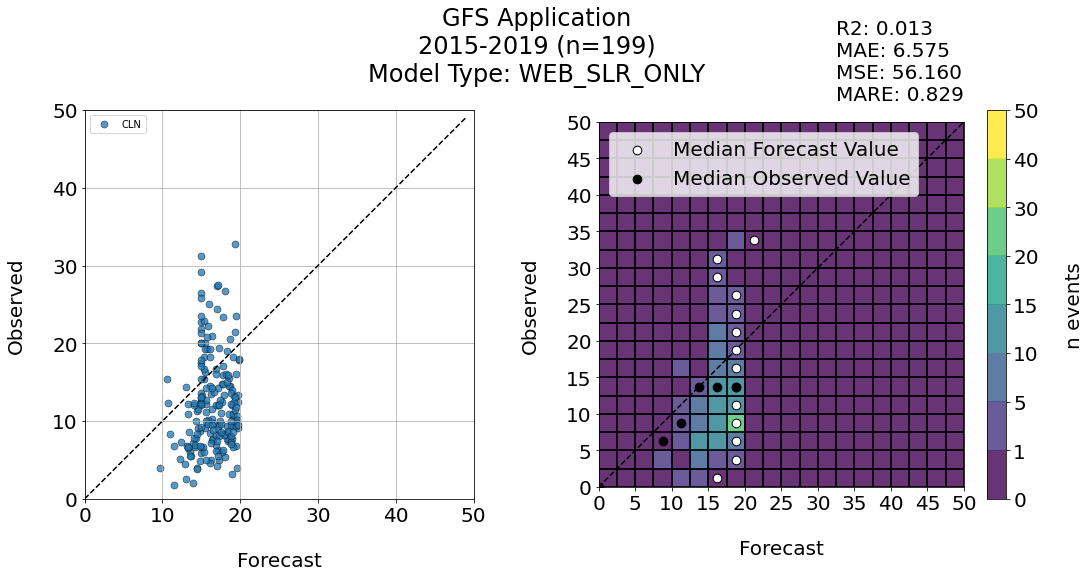 GFS Application
2015-2019 (n=199)
Model Type: WEB_SLR_ONLY
R2: 0.013
MAE: 6.575
MSE: 56.160
MARE: 0.829
CLN
50
40
30
20
10
0
0 10 20 30 40 50
Observed
Forecast
Median Forecast Value
Median Observed Value
50
45
40
35
30
25
20
15
10
5
0
0 5 10 15 20 25 30 35 40 45 50
Observed
Forecast
50
40
30
20
15
10
5
1
0
n events